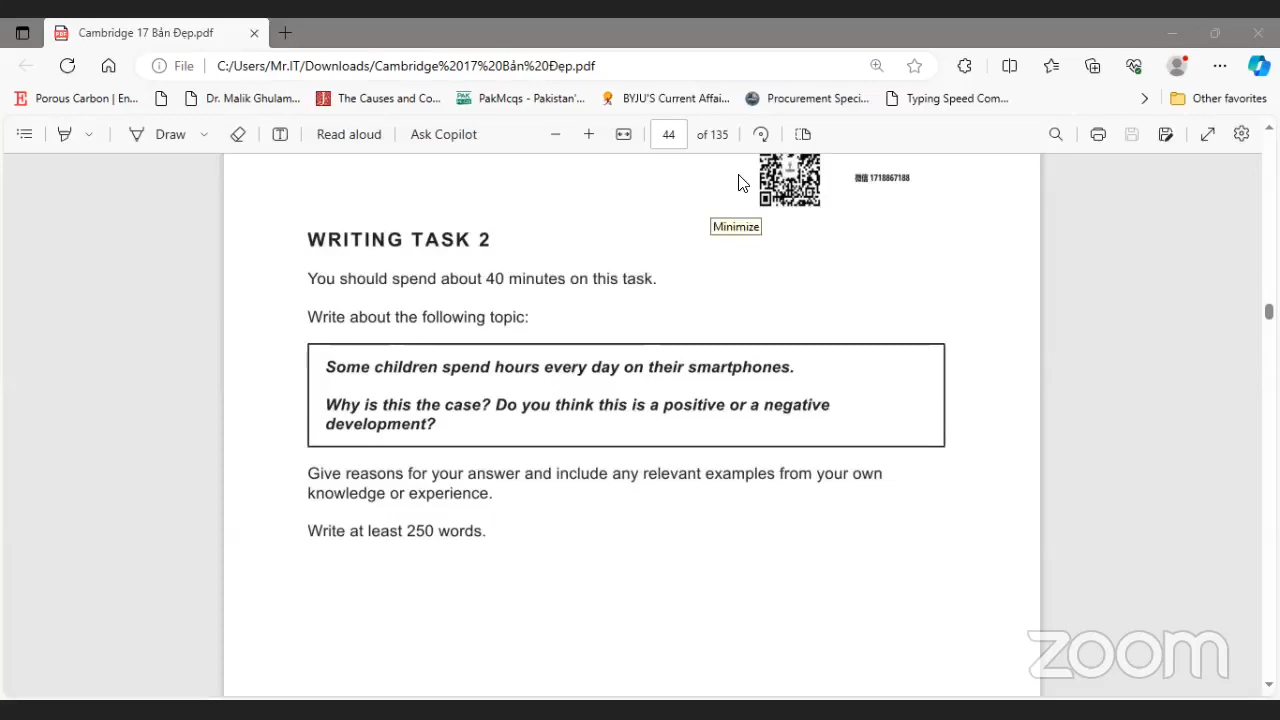 Cambridge 17 Bản Đẹp.pdf
File
C:/Users/Mr.IT/Downloads/Cambridge%2017%20Bản%20Đẹp.pdf
Porous Carbon | En...
Dr. Malik Ghulam...
The Causes and Co...
PakMcqs - Pakistan'...
BYJU'S Current Affai...
Procurement Speci...
Typing Speed Com...
Other favorites
Draw
Read aloud
Ask Copilot
44 of 135
微信 1718867188
Minimize
WRITING TASK 2
You should spend about 40 minutes on this task.
Write about the following topic:
Some children spend hours every day on their smartphones.
Why is this the case? Do you think this is a positive or a negative
development?
Give reasons for your answer and include any relevant examples from your own
knowledge or experience.
Write at least 250 words.
zoom